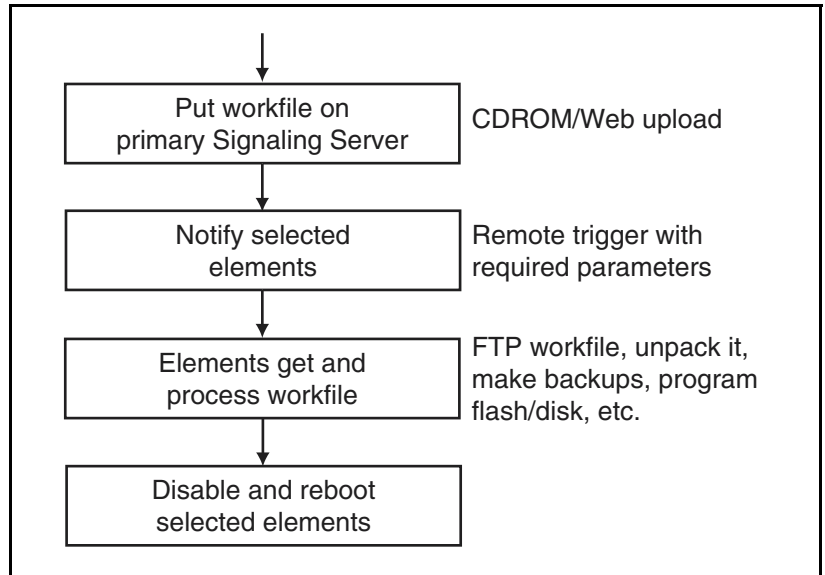 Put workfile on
primary Signaling Server
CDROM/Web upload
Notify selected
elements
Remote trigger with
required parameters
Elements get and
process workfile
FTP workfile, unpack it,
make backups, program
flash/disk, etc.
Disable and reboot
selected elements